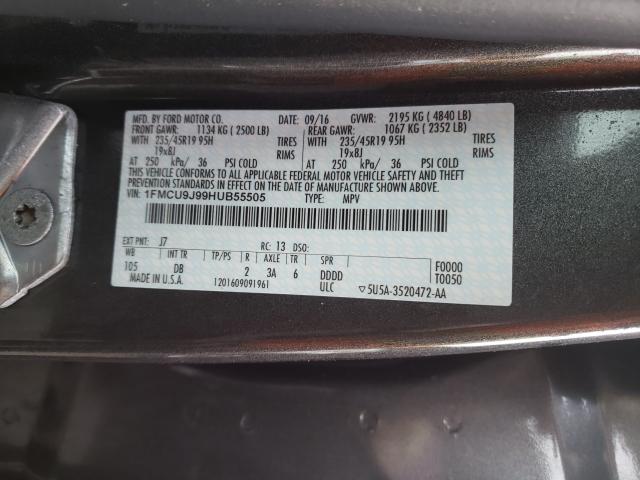 MFD. BY FORD MOTOR CO. DATE: 09/16 GVWR: 2195 KG ( 4840 LB)
FRONT GAWR: 1134 KG ( 2500 LB) REAR GAWR: 1067 KG ( 2352 LB)
WITH 235/45R19 95H TIRES WITH 235/45R19 95H TIRES
19x8J RIMS 19x8J RIMS
AT 250 kPa/ 36 PSI COLD AT 250 kPa/ 36 PSI COLD
THIS VEHICLE CONFORMS TO ALL APPLICABLE FEDERAL MOTOR VEHICLE SAFETY, BUMPER, AND THEFT PREVENTION STANDARDS IN EFFECT ON THE DATE OF MANUFACTURE SHOWN ABOVE.
VIN: 1FMCU9J99HUB55505 TYPE: MPV
EXT PNT: J7 RC: 13 DSO:
WB INT TR TP/PS R AXLE TR SPR F0000
105 DB 2 3A 6 DDDD T0050
MADE IN U.S.A. 1201609091961 ULC ▽5U5A-3520472-AA